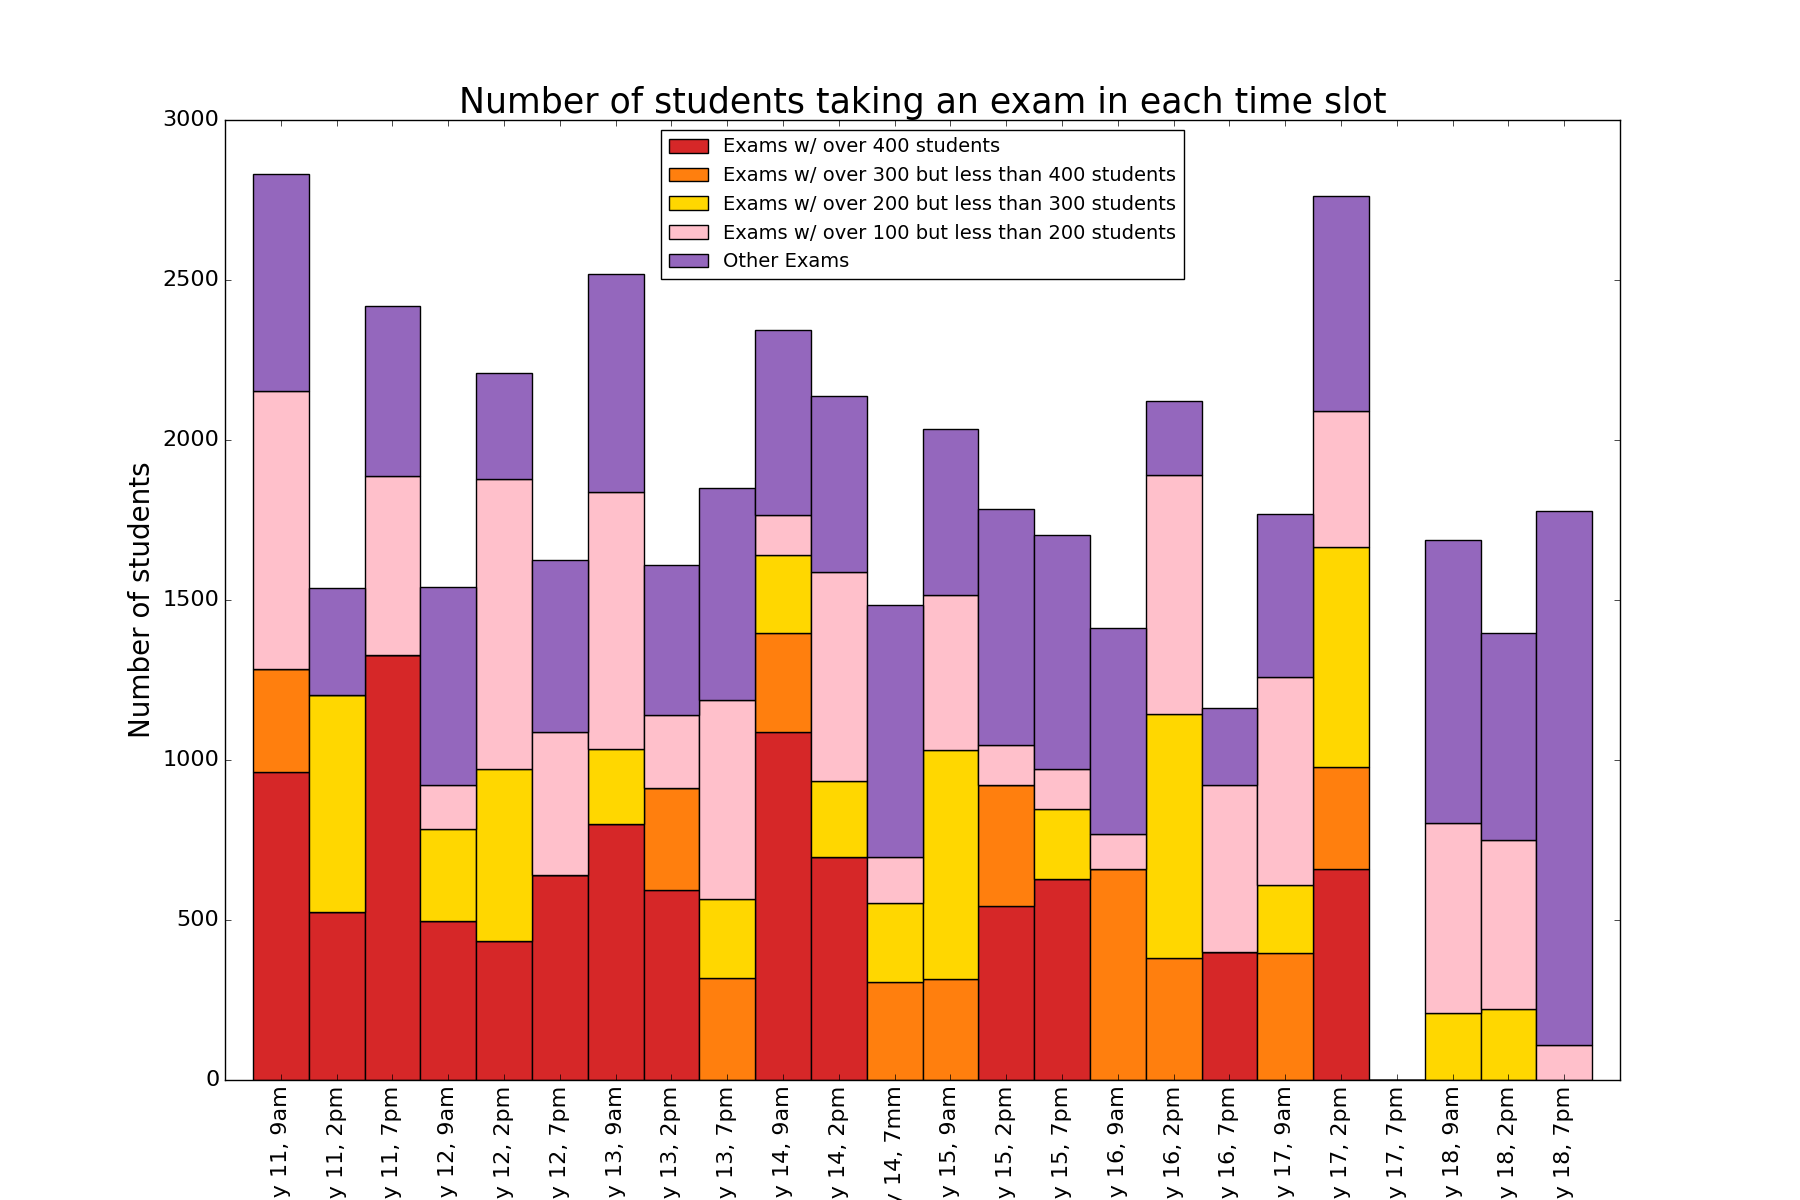 Number of students taking an exam in each time slot
Exams w/ over 400 students
Exams w/ over 300 but less than 400 students
Exams w/ over 200 but less than 300 students
Exams w/ over 100 but less than 200 students
Other Exams
Number of students
3000
2500
2000
1500
1000
500
0
y 11, 9am
y 11, 2pm
y 11, 7pm
y 12, 9am
y 12, 2pm
y 12, 7pm
y 13, 9am
y 13, 2pm
y 13, 7pm
y 14, 9am
y 14, 2pm
y 14, 7mm
y 15, 9am
y 15, 2pm
y 15, 7pm
y 16, 9am
y 16, 2pm
y 16, 7pm
y 17, 9am
y 17, 2pm
y 17, 7pm
y 18, 9am
y 18, 2pm
y 18, 7pm